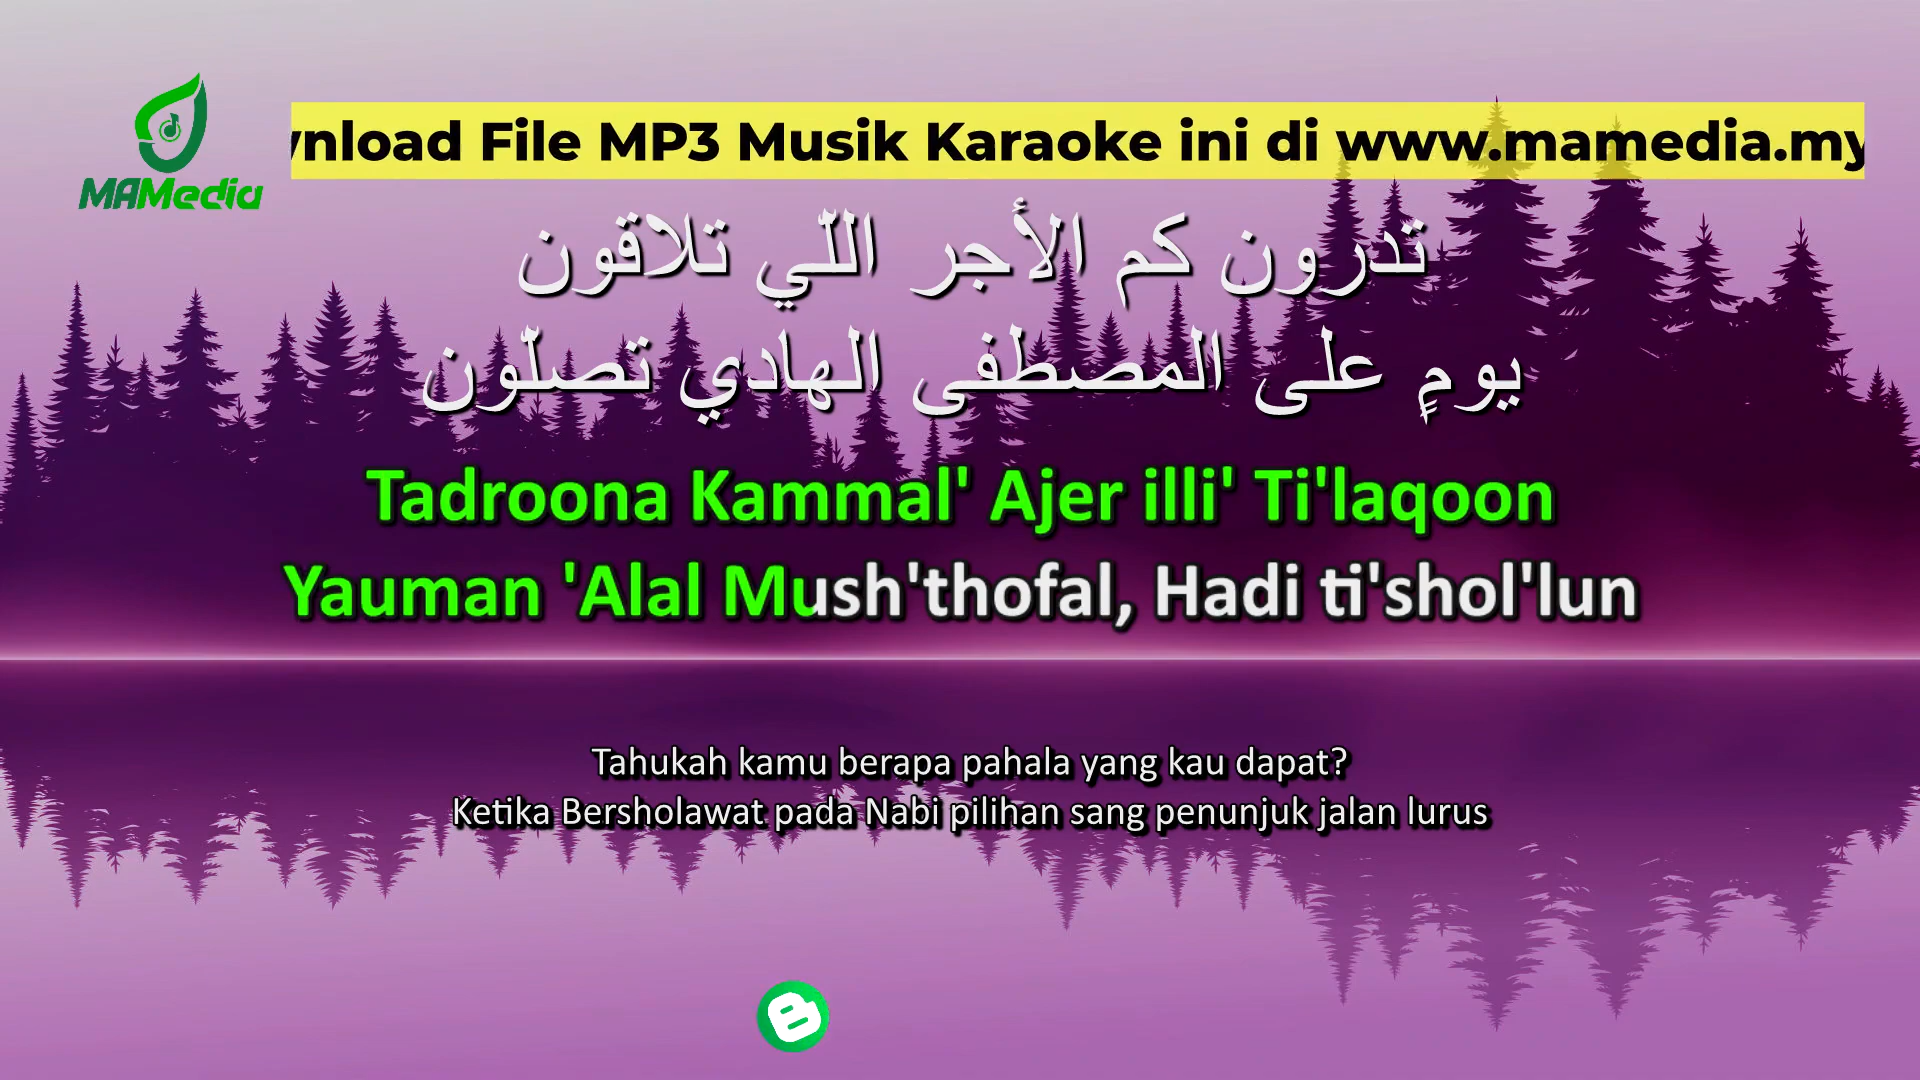 MAMedia
wnload File MP3 Musik Karaoke ini di www.mamedia.my
تدرون كم الأجر اللّي تلاقون
يومٍ على المصطفى الهادي تصلّون
Tadroona Kammal' Ajer illi' Ti'laqoon
Yauman 'Alal Mush'thofal, Hadi ti'shol'lun
Tahukah kamu berapa pahala yang kau dapat?
Ketika Bersholawat pada Nabi pilihan sang penunjuk jalan lurus